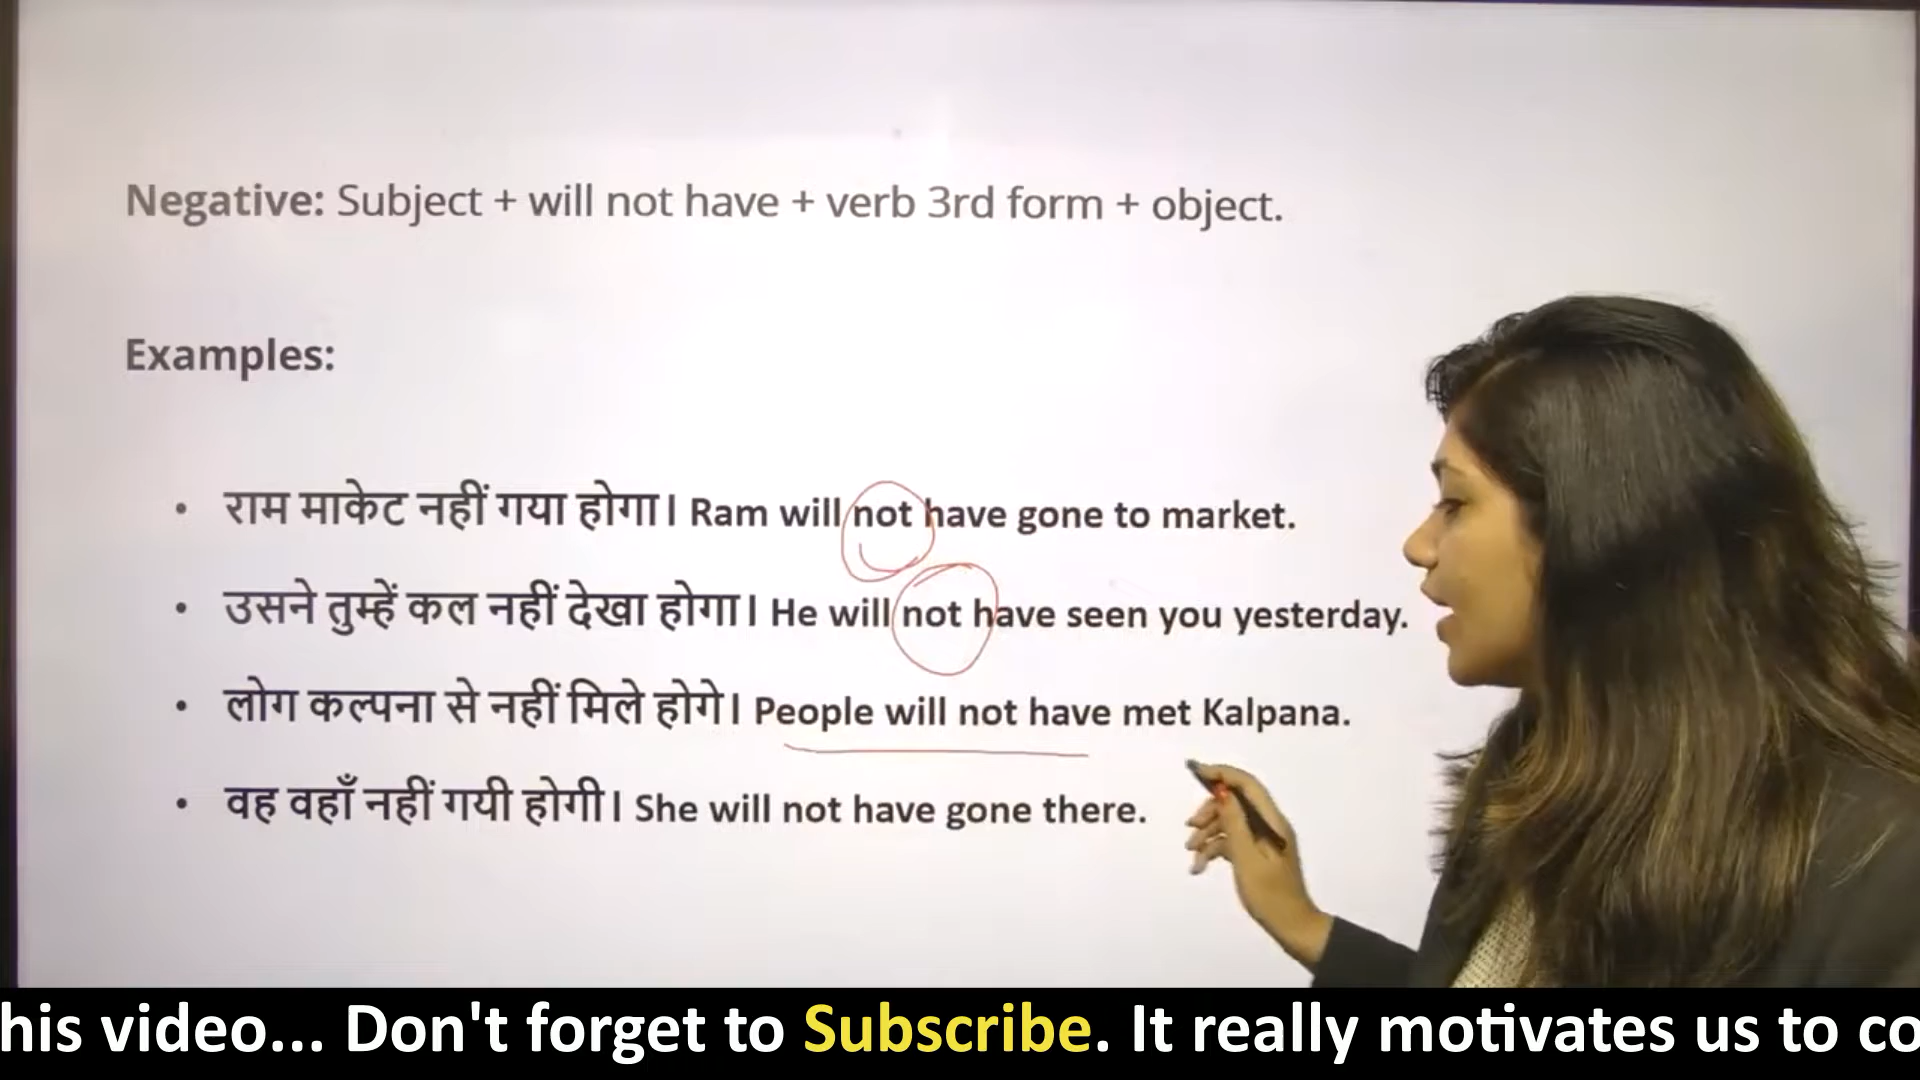 Negative: Subject + will not have + verb 3rd form + object.
Examples:
• राम माकेट नहीं गया होगा। Ram will not have gone to market.
• उसने तुम्हें कल नहीं देखा होगा। He will not have seen you yesterday.
• लोग कल्पना से नहीं मिले होगे। People will not have met Kalpana.
• वह वहाँ नहीं गयी होगी। She will not have gone there.
his video... Don't forget to Subscribe. It really motivates us to co